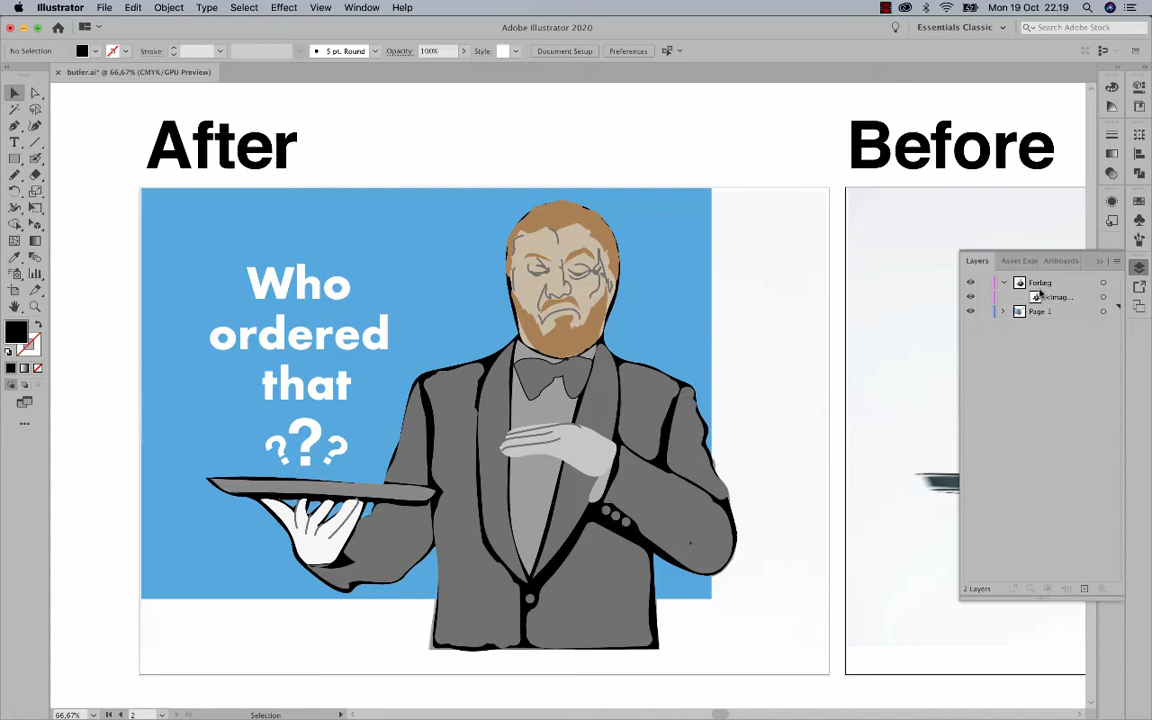 Illustrator File Edit Object Type Select Effect View Window Help
Mon 19 Oct 22.19
Adobe Illustrator 2020
Essentials Classic
Search Adobe Stock
No Selection
Stroke:
5 pt. Round
Opacity: 100%
Style:
Document Setup
Preferences
butler.ai* @ 66,67% (CMYK/GPU Preview)
After
Before
Who
ordered
that
???
Layers Asset Expo Artboards
Forlæg
<Imag...
Page 1
2 Layers
66,67%
2
Selection